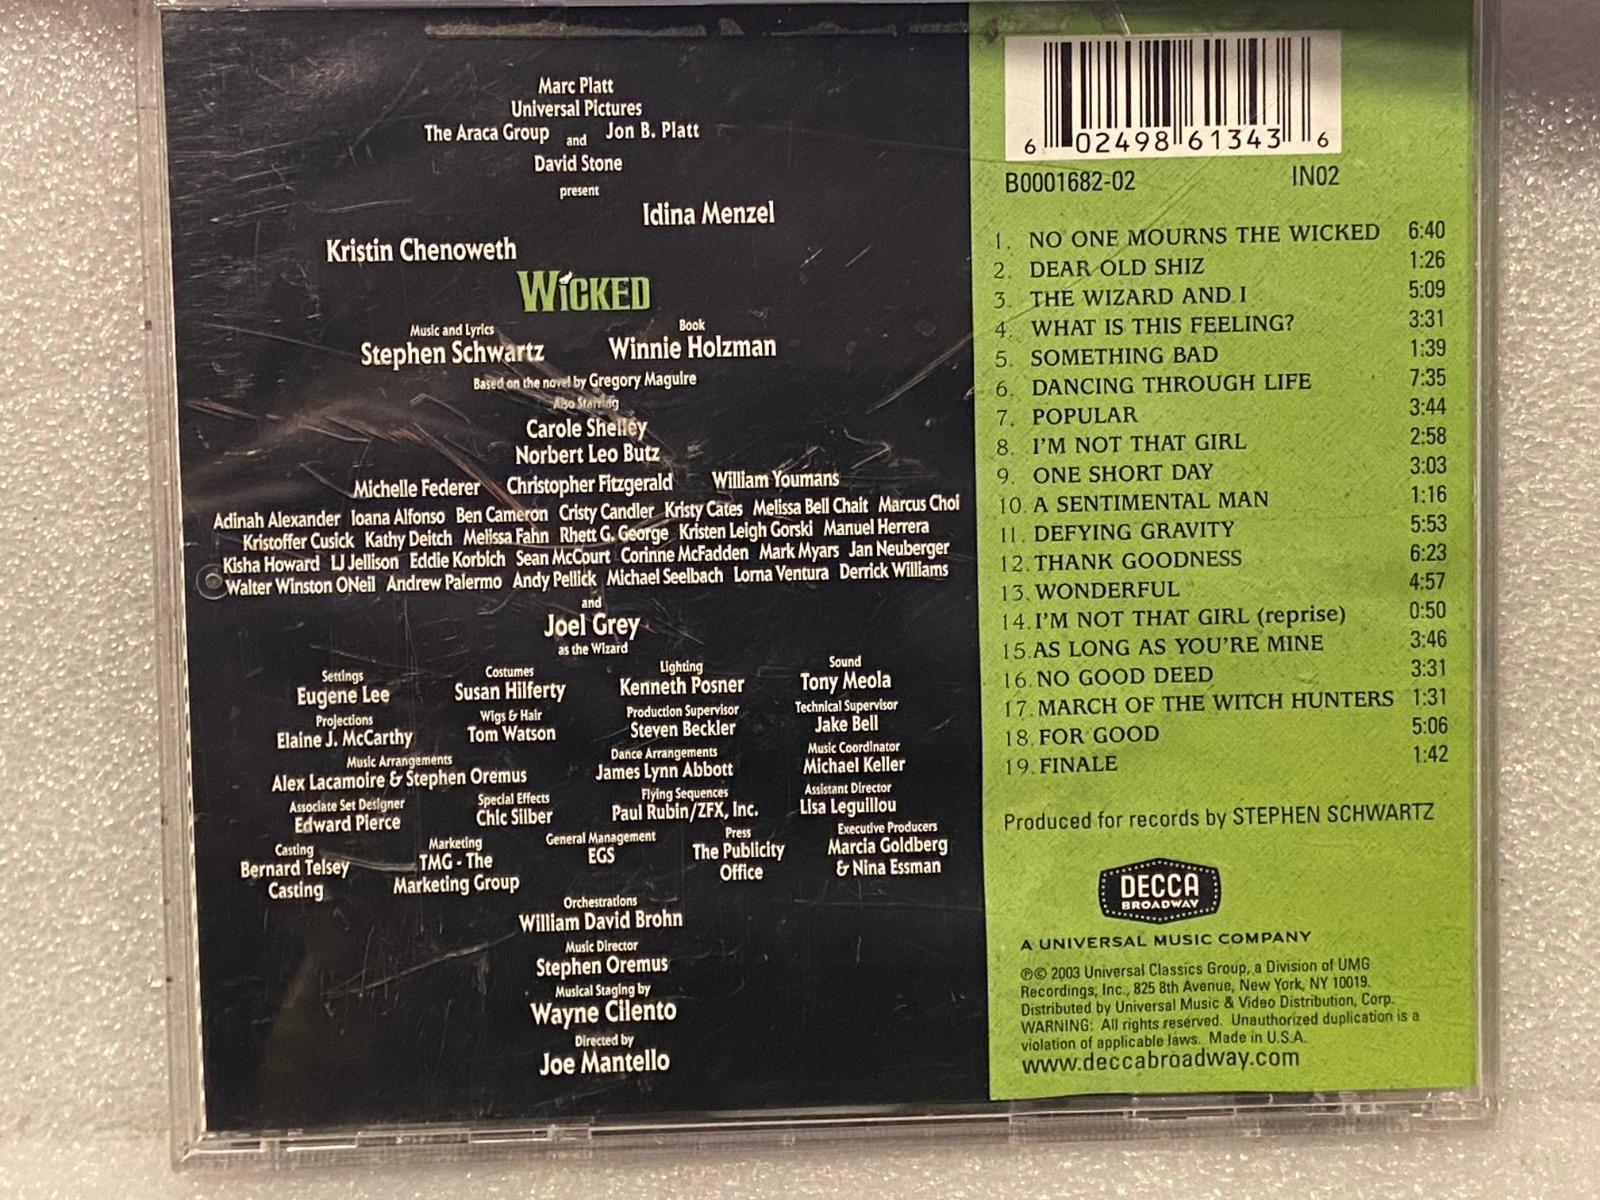 Marc Platt
Universal Pictures
The Araca Group and Jon B. Platt
David Stone
present
Idina Menzel
Kristin Chenoweth
WICKED
Music and Lyrics Book
Stephen Schwartz Winnie Holzman
Based on the novel by Gregory Maguire
Also Starring
Carole Shelley
Norbert Leo Butz
Michelle Federer Christopher Fitzgerald William Youmans
Adinah Alexander Ioana Alfonso Ben Cameron Cristy Candler Kristy Cates Melissa Bell Chait Marcus Choi
Kristoffer Cusick Kathy Deitch Melissa Fahn Rhett G. George Kristen Leigh Gorski Manuel Herrera
Kisha Howard LJ Jellison Eddie Korbich Sean McCourt Corinne McFadden Mark Myars Jan Neuberger
Walter Winston ONeil Andrew Palermo Andy Pellick Michael Seelbach Lorna Ventura Derrick Williams
and
Joel Grey
as the Wizard
Settings Costumes Lighting Sound
Eugene Lee Susan Hilferty Kenneth Posner Tony Meola
Projections Wigs & Hair Production Supervisor Technical Supervisor
Elaine J. McCarthy Tom Watson Steven Beckler Jake Bell
Music Arrangements Dance Arrangements Music Coordinator
Alex Lacamoire & Stephen Oremus James Lynn Abbott Michael Keller
Associate Set Designer Special Effects Flying Sequences Assistant Director
Edward Pierce Chic Silber Paul Rubin/ZFX, Inc. Lisa Leguillou
Casting Marketing General Management Press Executive Producers
Bernard Telsey TMG - The EGS The Publicity Marcia Goldberg
Casting Marketing Group Office & Nina Essman
Orchestrations
William David Brohn
Music Director
Stephen Oremus
Musical Staging by
Wayne Cilento
Directed by
Joe Mantello
6 02498 61343 6
B0001682-02 IN02
1. NO ONE MOURNS THE WICKED 6:40
2. DEAR OLD SHIZ 1:26
3. THE WIZARD AND I 5:09
4. WHAT IS THIS FEELING? 3:31
5. SOMETHING BAD 1:39
6. DANCING THROUGH LIFE 7:35
7. POPULAR 3:44
8. I'M NOT THAT GIRL 2:58
9. ONE SHORT DAY 3:03
10. A SENTIMENTAL MAN 1:16
11. DEFYING GRAVITY 5:53
12. THANK GOODNESS 6:23
13. WONDERFUL 4:57
14. I'M NOT THAT GIRL (reprise) 0:50
15. AS LONG AS YOU'RE MINE 3:46
16. NO GOOD DEED 3:31
17. MARCH OF THE WITCH HUNTERS 1:31
18. FOR GOOD 5:06
19. FINALE 1:42
Produced for records by STEPHEN SCHWARTZ
DECCA
BROADWAY
A UNIVERSAL MUSIC COMPANY
℗© 2003 Universal Classics Group, a Division of UMG
Recordings, Inc., 825 8th Avenue, New York, NY 10019.
Distributed by Universal Music & Video Distribution, Corp.
WARNING: All rights reserved. Unauthorized duplication is a
violation of applicable laws. Made in U.S.A.
www.deccabroadway.com